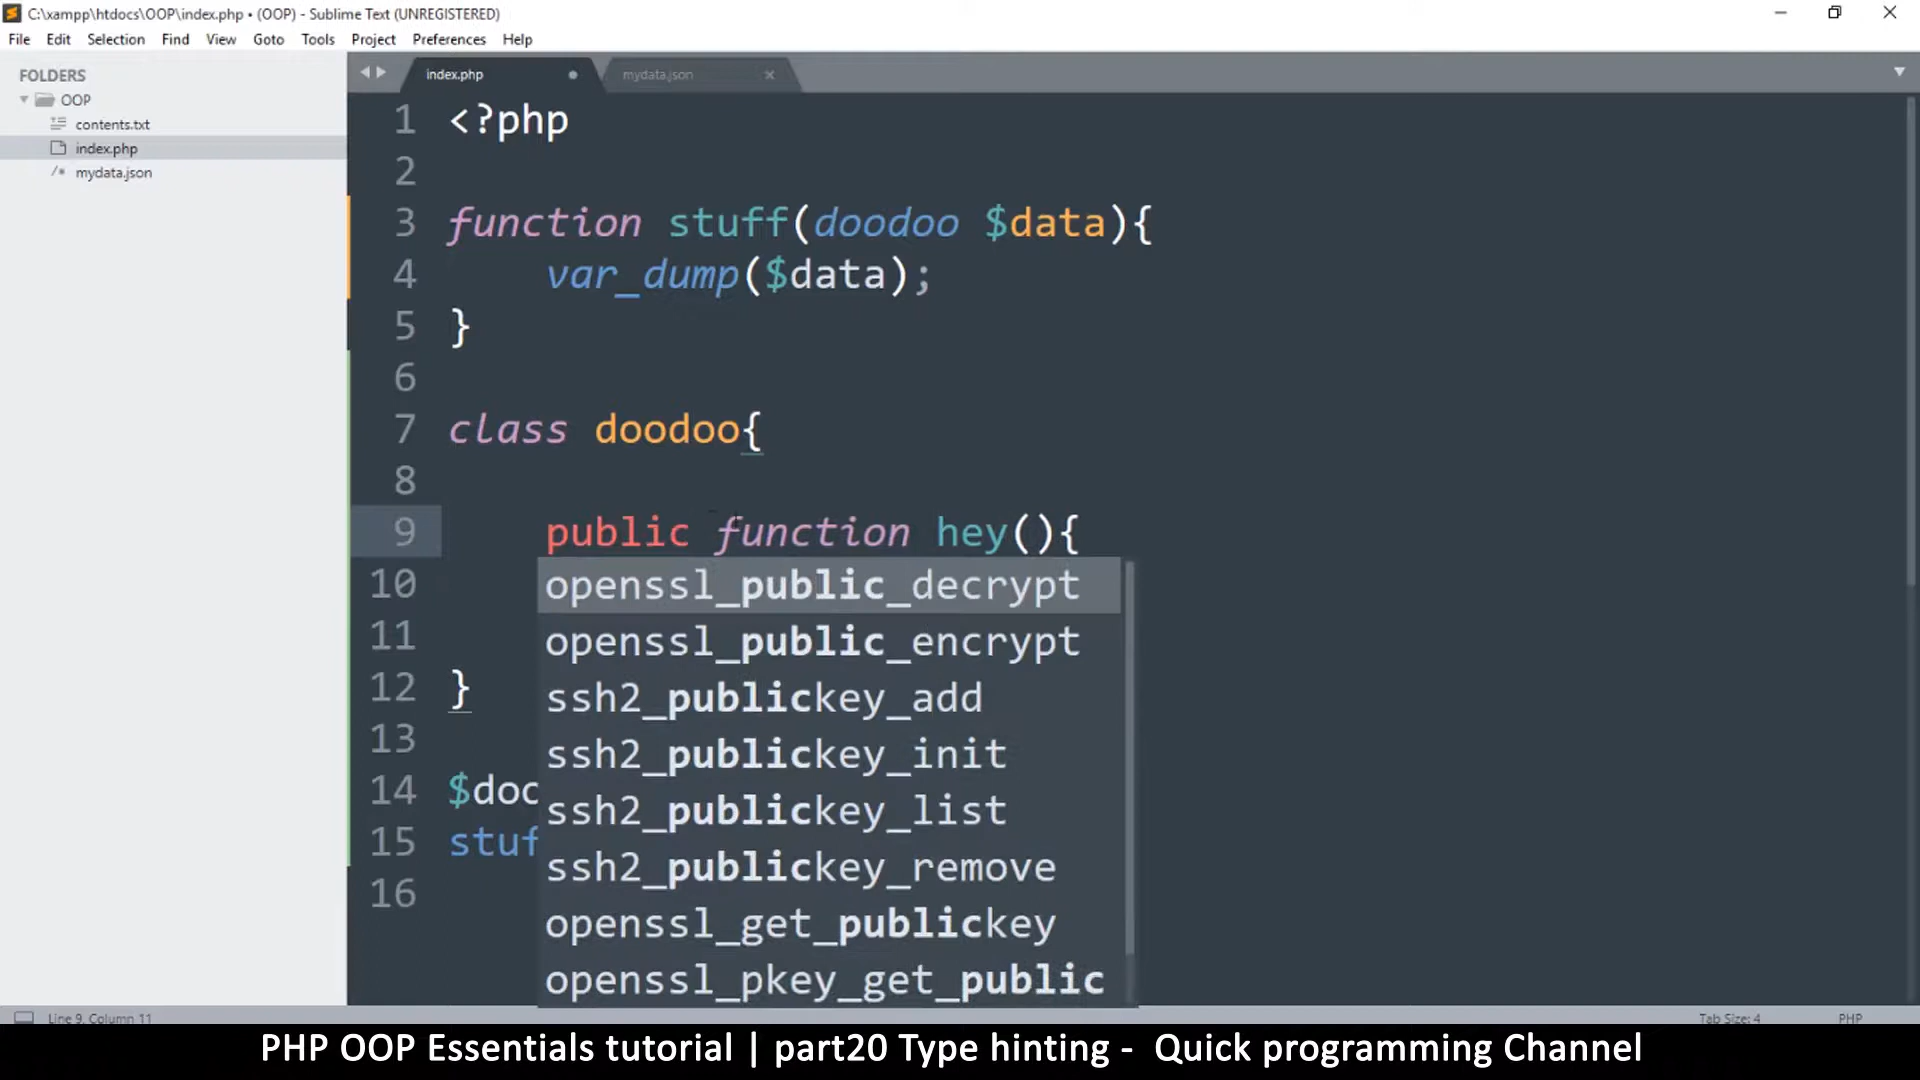 C:\xampp\htdocs\OOP\index.php • (OOP) - Sublime Text (UNREGISTERED)
File Edit Selection Find View Goto Tools Project Preferences Help
FOLDERS
OOP
contents.txt
index.php
mydata.json
index.php mydata.json
1 <?php
2
3 function stuff(doodoo $data){
4 var_dump($data);
5 }
6
7 class doodoo{
8
9 public function hey(){
10
11
12 }
13
14 $doo
15 stuf
16
openssl_public_decrypt
openssl_public_encrypt
ssh2_publickey_add
ssh2_publickey_init
ssh2_publickey_list
ssh2_publickey_remove
openssl_get_publickey
openssl_pkey_get_public
Line 9, Column 11 Tab Size: 4 PHP
PHP OOP Essentials tutorial | part20 Type hinting - Quick programming Channel